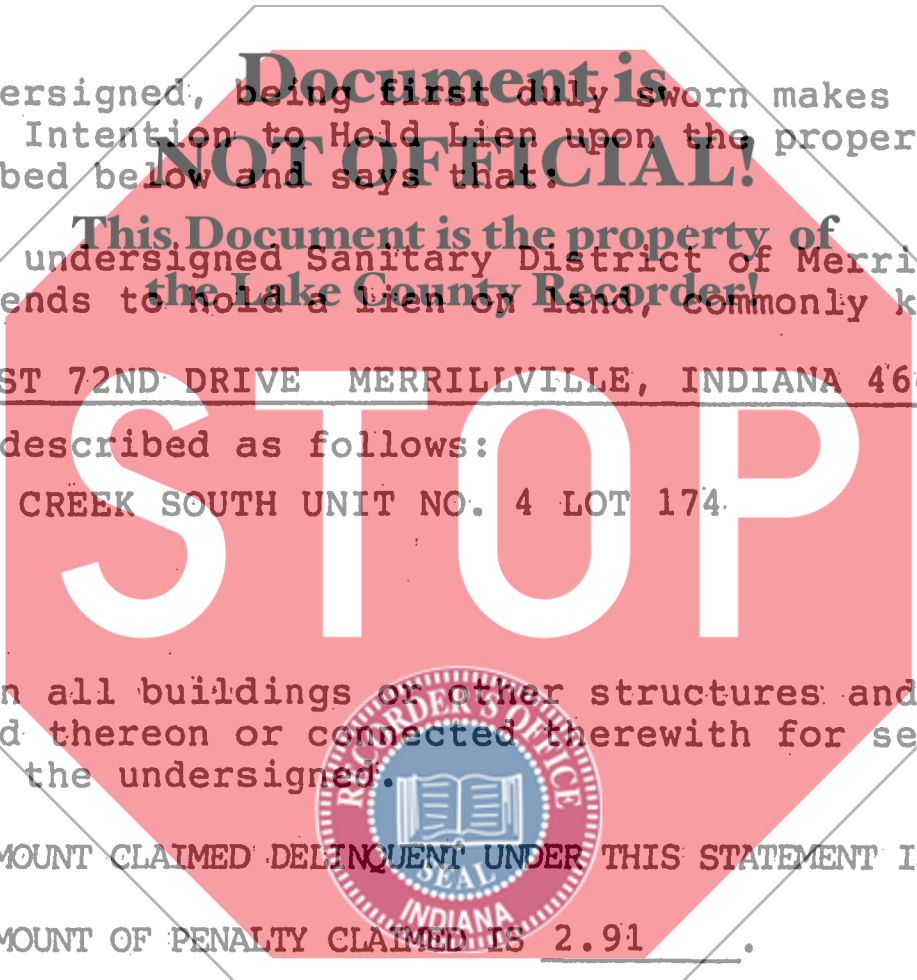 Document is
ersigned, being first duly sworn makes
Intention to Hold Lien upon the proper
NOT OFFICIAL!
bed below and says that:
This Document is the property of
undersigned Sanitary District of Merri
the Lake County Recorder!
ends to hold a lien on land, commonly k
ST 72ND DRIVE MERRILLVILLE, INDIANA 46
described as follows:
CREEK SOUTH UNIT NO. 4 LOT 174
STOP
n all buildings or other structures and
d thereon or connected therewith for se
the undersigned.
RECORDER'S OFFICE
MOUNT CLAIMED DELINQUENT UNDER THIS STATEMENT I
SEAL
INDIANA
MOUNT OF PENALTY CLAIMED IS 2.91 .